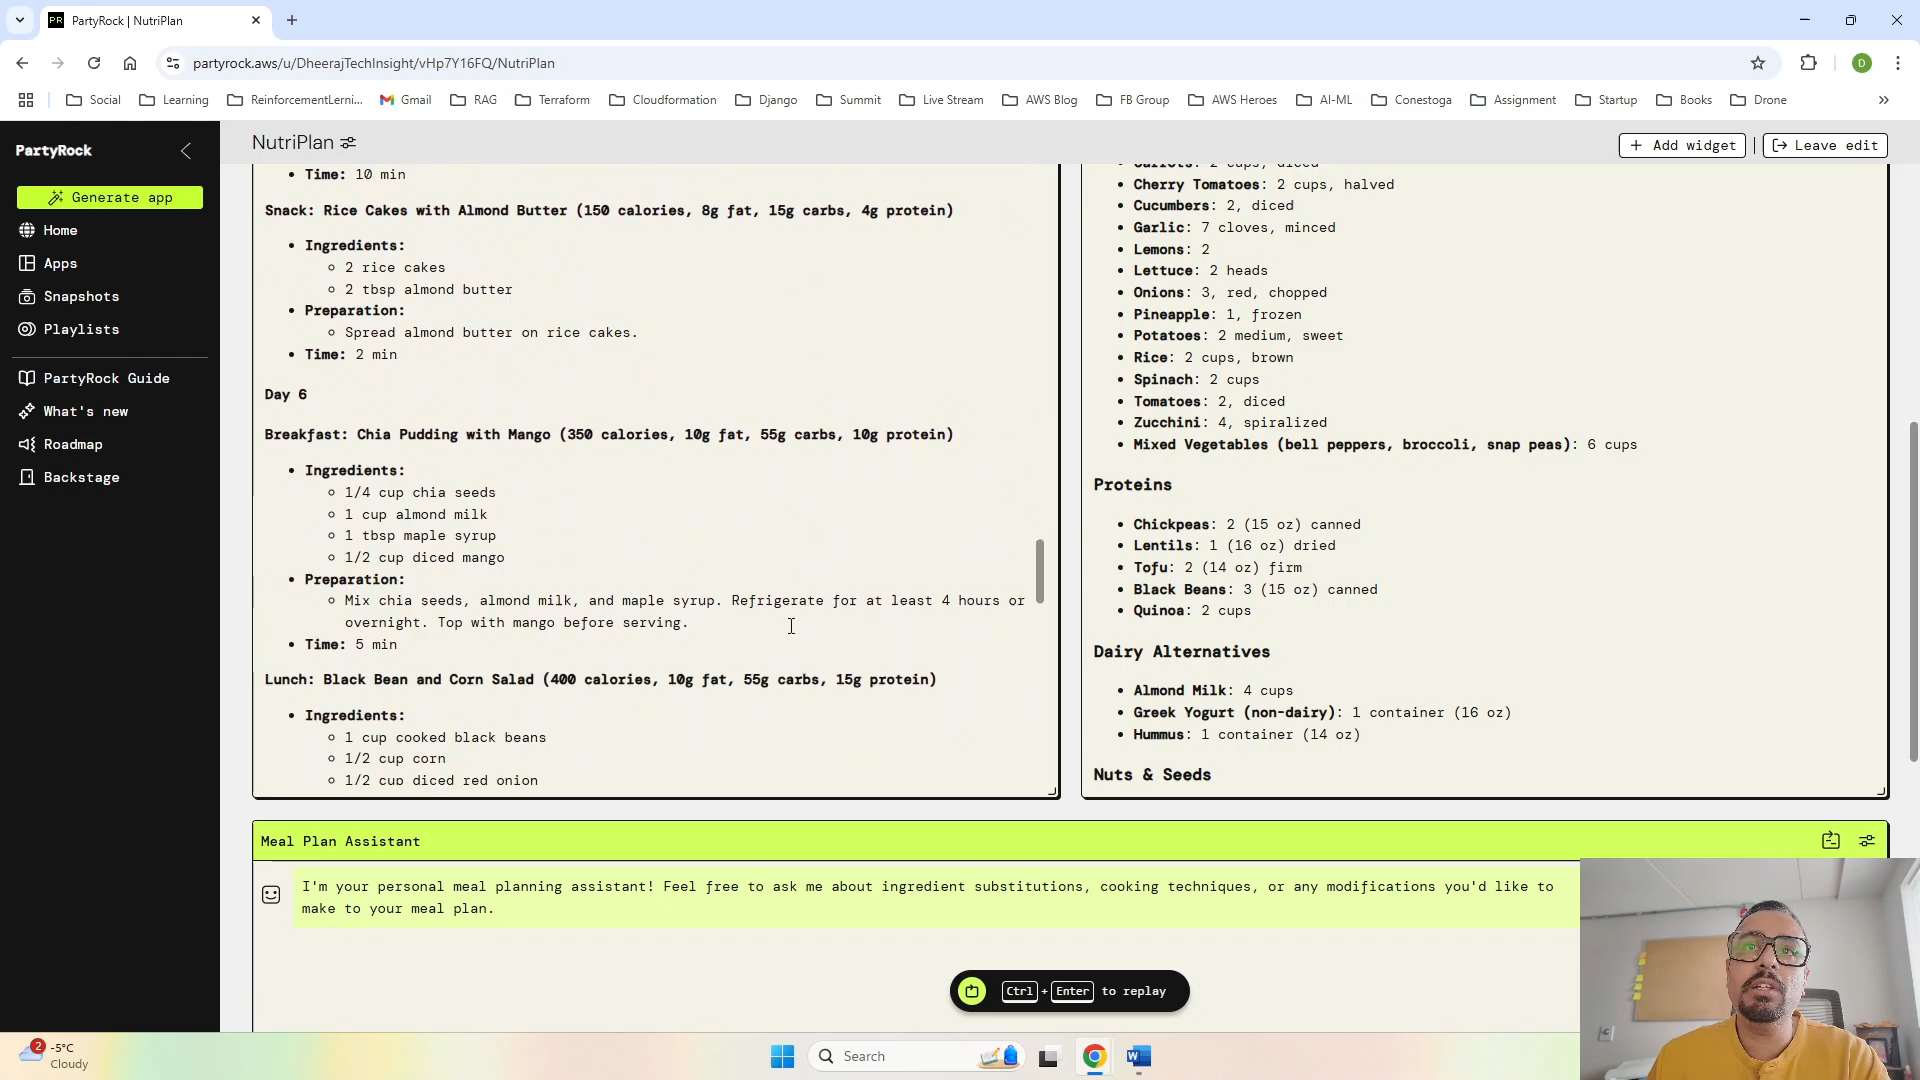 PR PartyRock | NutriPlan
partyrock.aws/u/DheerajTechInsight/vHp7Y16FQ/NutriPlan
D
Social Learning ReinforcementLerni... Gmail RAG Terraform Cloudformation Django Summit Live Stream AWS Blog FB Group AWS Heroes AI-ML Conestoga Assignment Startup Books Drone
PartyRock
Generate app
Home
Apps
Snapshots
Playlists
PartyRock Guide
What's new
Roadmap
Backstage
NutriPlan
Add widget
Leave edit
• Time: 10 min
Snack: Rice Cakes with Almond Butter (150 calories, 8g fat, 15g carbs, 4g protein)
• Ingredients:
2 rice cakes
2 tbsp almond butter
• Preparation:
Spread almond butter on rice cakes.
• Time: 2 min
Day 6
Breakfast: Chia Pudding with Mango (350 calories, 10g fat, 55g carbs, 10g protein)
• Ingredients:
1/4 cup chia seeds
1 cup almond milk
1 tbsp maple syrup
1/2 cup diced mango
• Preparation:
Mix chia seeds, almond milk, and maple syrup. Refrigerate for at least 4 hours or
overnight. Top with mango before serving.
• Time: 5 min
Lunch: Black Bean and Corn Salad (400 calories, 10g fat, 55g carbs, 15g protein)
• Ingredients:
1 cup cooked black beans
1/2 cup corn
1/2 cup diced red onion
• Carrots: 2 cups, diced
• Cherry Tomatoes: 2 cups, halved
• Cucumbers: 2, diced
• Garlic: 7 cloves, minced
• Lemons: 2
• Lettuce: 2 heads
• Onions: 3, red, chopped
• Pineapple: 1, frozen
• Potatoes: 2 medium, sweet
• Rice: 2 cups, brown
• Spinach: 2 cups
• Tomatoes: 2, diced
• Zucchini: 4, spiralized
• Mixed Vegetables (bell peppers, broccoli, snap peas): 6 cups
Proteins
• Chickpeas: 2 (15 oz) canned
• Lentils: 1 (16 oz) dried
• Tofu: 2 (14 oz) firm
• Black Beans: 3 (15 oz) canned
• Quinoa: 2 cups
Dairy Alternatives
• Almond Milk: 4 cups
• Greek Yogurt (non-dairy): 1 container (16 oz)
• Hummus: 1 container (14 oz)
Nuts & Seeds
Meal Plan Assistant
I'm your personal meal planning assistant! Feel free to ask me about ingredient substitutions, cooking techniques, or any modifications you'd like to
make to your meal plan.
Ctrl + Enter to replay
2
-5°C
Cloudy
Search